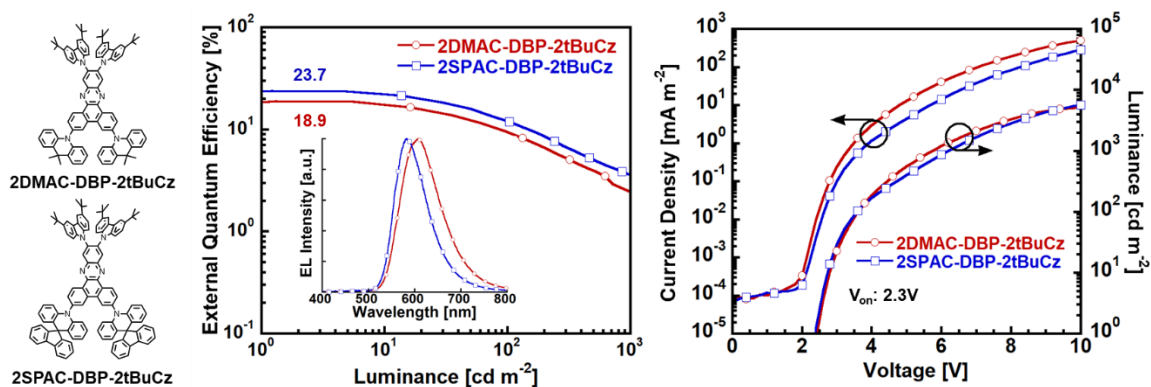 2DMAC-DBP-2tBuCz
2SPAC-DBP-2tBuCz
N N
N N
N N
N N
N N
N N
External Quantum Efficiency [%]
10²
10¹
10⁰
10⁻¹
2DMAC-DBP-2tBuCz
2SPAC-DBP-2tBuCz
23.7
18.9
EL Intensity [a.u.]
400 500 600 700 800
Wavelength [nm]
10⁰ 10¹ 10² 10³
Luminance [cd m⁻²]
Current Density [mA m⁻²]
10³
10²
10¹
10⁰
10⁻¹
10⁻²
10⁻³
10⁻⁴
10⁻⁵
2DMAC-DBP-2tBuCz
2SPAC-DBP-2tBuCz
Vₒₙ: 2.3V
0 2 4 6 8 10
Voltage [V]
10⁵
10⁴
10³
10²
10¹
10⁰
Luminance [cd m⁻²]